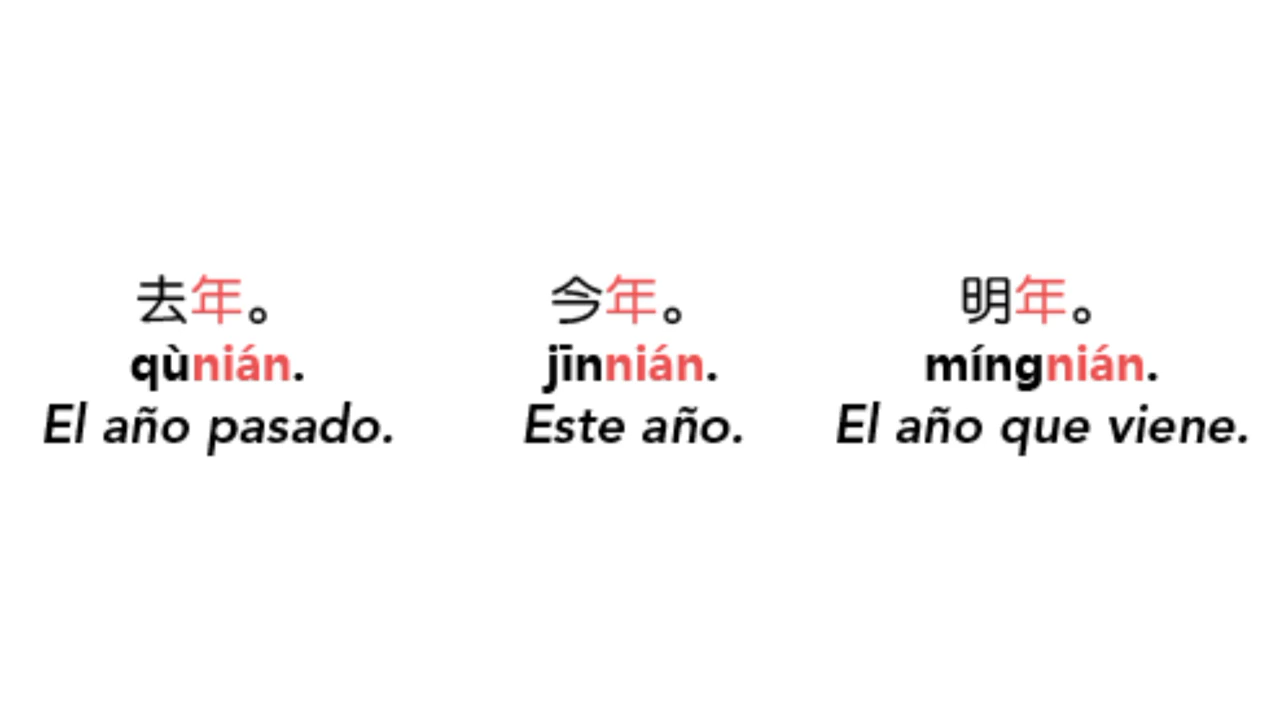 去年。
qùnián.
El año pasado.
今年。
jīnnián.
Este año.
明年。
míngnián.
El año que viene.